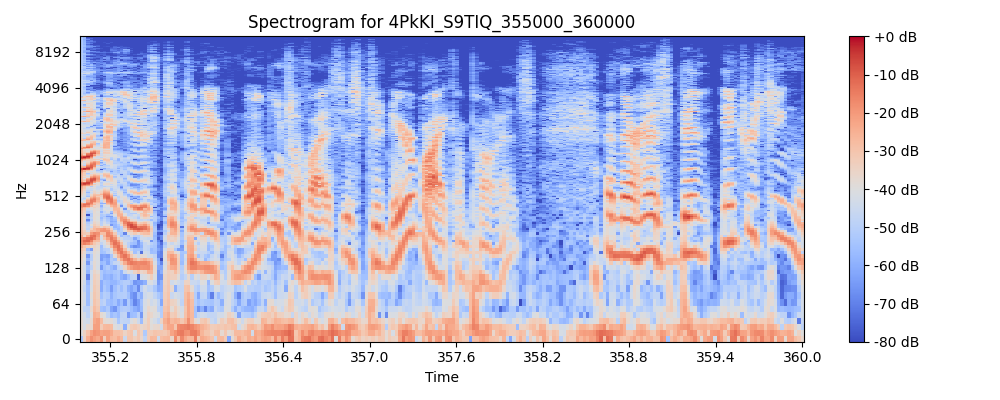 Spectrogram for 4PkKI_S9TIQ_355000_360000
Hz
8192
4096
2048
1024
512
256
128
64
0
355.2 355.8 356.4 357.0 357.6 358.2 358.8 359.4 360.0
Time
+0 dB
-10 dB
-20 dB
-30 dB
-40 dB
-50 dB
-60 dB
-70 dB
-80 dB